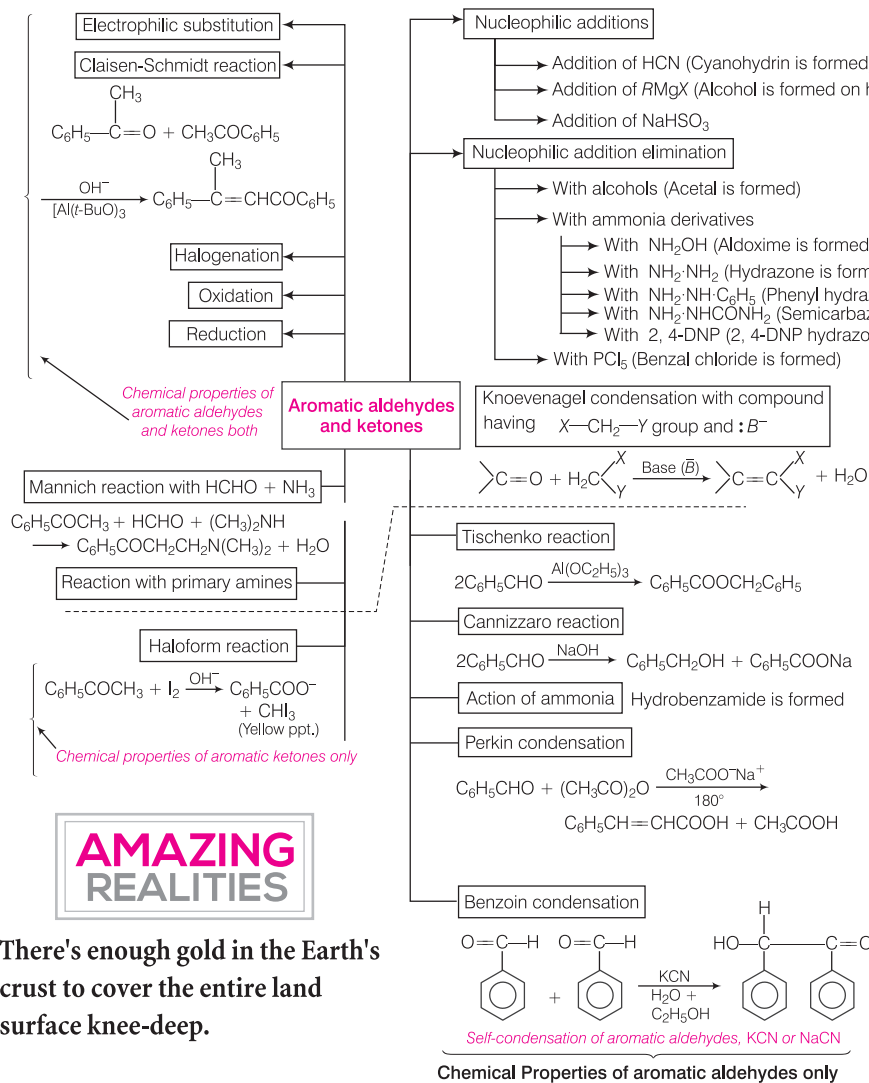 Electrophilic substitution
Claisen-Schmidt reaction
CH₃
C₆H₅—C=O + CH₃COC₆H₅
CH₃
OH⁻
[Al(t-BuO)₃
C₆H₅—C=CHCOC₆H₅
Halogenation
Oxidation
Reduction
Chemical properties of
aromatic aldehydes
and ketones both
Aromatic aldehydes
and ketones
Nucleophilic additions
Addition of HCN (Cyanohydrin is formed
Addition of RMgX (Alcohol is formed on
Addition of NaHSO₃
Nucleophilic addition elimination
With alcohols (Acetal is formed)
With ammonia derivatives
With NH₂OH (Aldoxime is formed
With NH₂·NH₂ (Hydrazone is form
With NH₂·NH·C₆H₅ (Phenyl hydra
With NH₂·NHCONH₂ (Semicarbaz
With 2, 4-DNP (2, 4-DNP hydrazo
With PCl₅ (Benzal chloride is formed)
Knoevenagel condensation with compound
having X—CH₂—Y group and :B⁻
C=O + H₂C X Y Base (B̄) C=C X Y + H₂O
Mannich reaction with HCHO + NH₃
C₆H₅COCH₃ + HCHO + (CH₃)₂NH
→ C₆H₅COCH₂CH₂N(CH₃)₂ + H₂O
Reaction with primary amines
Haloform reaction
C₆H₅COCH₃ + I₂ OH⁻→ C₆H₅COO⁻
+ CHI₃
(Yellow ppt.)
Chemical properties of aromatic ketones only
Tischenko reaction
2C₆H₅CHO Al(OC₂H₅)₃→ C₆H₅COOCH₂C₆H₅
Cannizzaro reaction
2C₆H₅CHO NaOH→ C₆H₅CH₂OH + C₆H₅COONa
Action of ammonia Hydrobenzamide is formed
Perkin condensation
C₆H₅CHO + (CH₃CO)₂O CH₃COO⁻Na⁺ 180°→
C₆H₅CH=CHCOOH + CH₃COOH
Benzoin condensation
H
O=C—H O=C—H HO—C—C=O
+ KCN
H₂O +
C₂H₅OH
Self-condensation of aromatic aldehydes, KCN or NaCN
Chemical Properties of aromatic aldehydes only
AMAZING
REALITIES
There's enough gold in the Earth's
crust to cover the entire land
surface knee-deep.